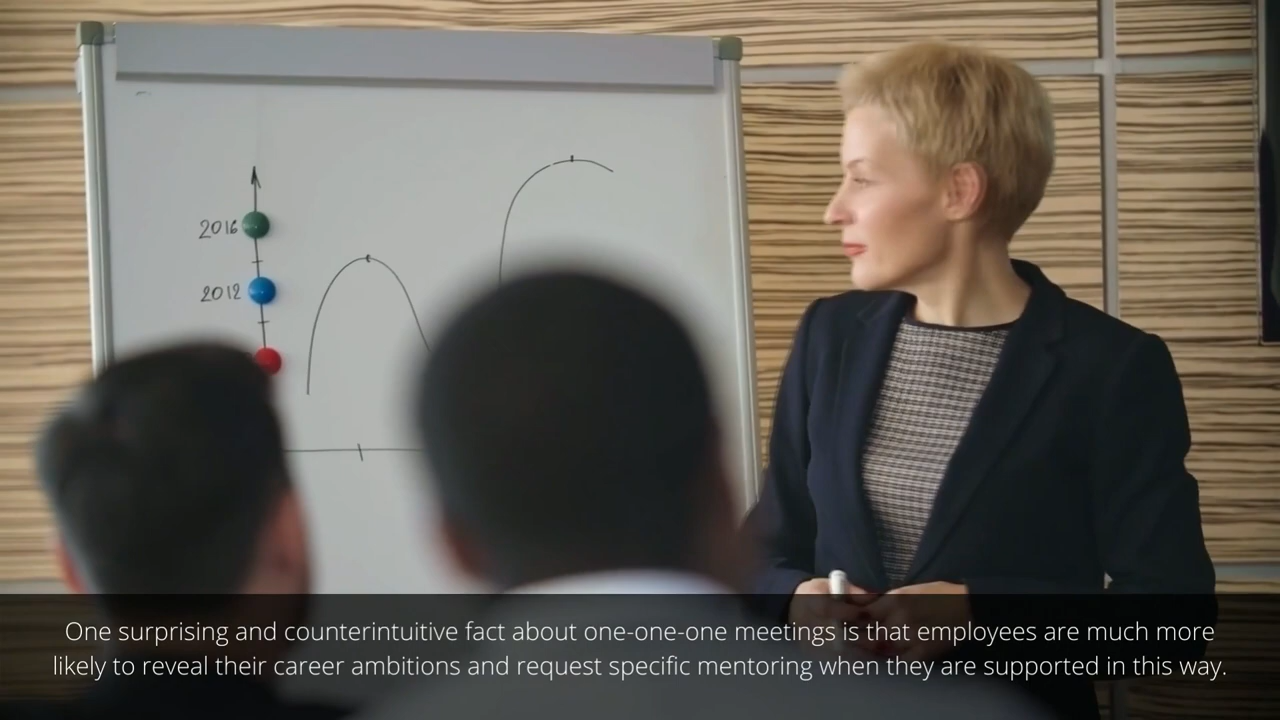 2016
2012
One surprising and counterintuitive fact about one-one-one meetings is that employees are much more
likely to reveal their career ambitions and request specific mentoring when they are supported in this way.